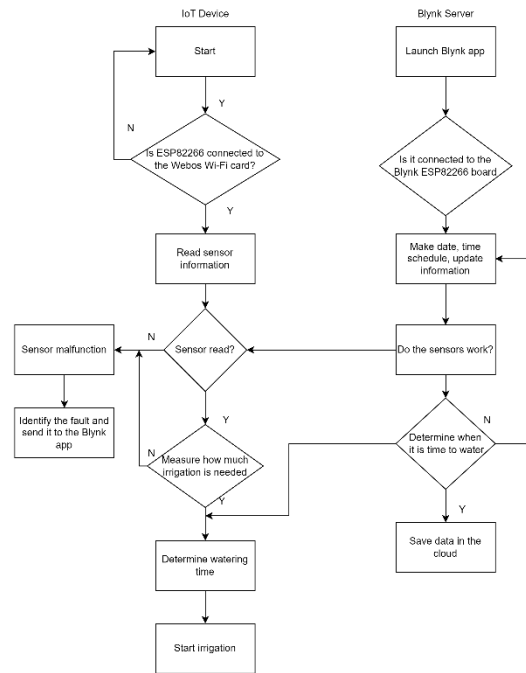 IoT Device
Blynk Server
Start
Launch Blynk app
Y
N
Is ESP82266 connected to
the Webos Wi-Fi card?
Is it connected to the
Blynk ESP82266 board
Y
Read sensor
information
Make date, time
schedule, update
information
Sensor malfunction
N
Sensor read?
Do the sensors work?
Identify the fault and
send it to the Blynk
app
Y
N
Measure how much
irrigation is needed
Y
Determine when
it is time to water
N
Y
Determine watering
time
Save data in the
cloud
Start irrigation